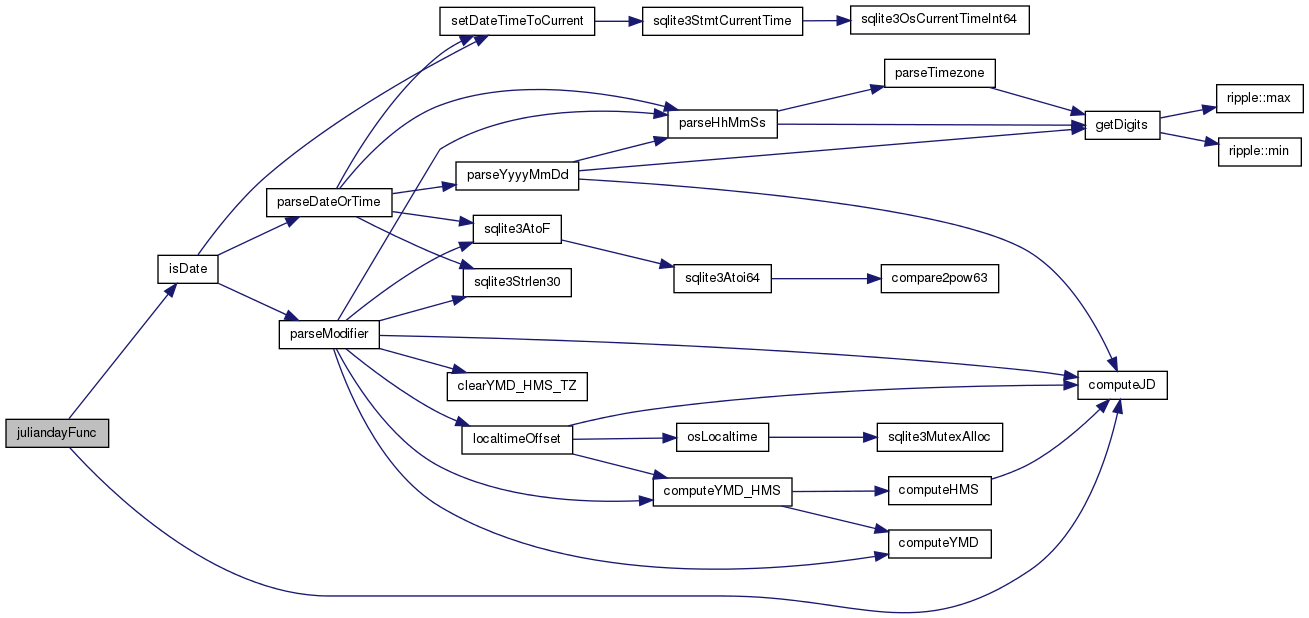 setDateTimeToCurrent
sqlite3StmtCurrentTime
sqlite3OsCurrentTimeInt64
parseTimezone
ripple::max
parseHhMmSs
getDigits
ripple::min
parseYyyyMmDd
parseDateOrTime
sqlite3AtoF
isDate
sqlite3Strlen30
sqlite3Atoi64
compare2pow63
parseModifier
clearYMD_HMS_TZ
computeJD
juliandayFunc
localtimeOffset
osLocaltime
sqlite3MutexAlloc
computeYMD_HMS
computeHMS
computeYMD